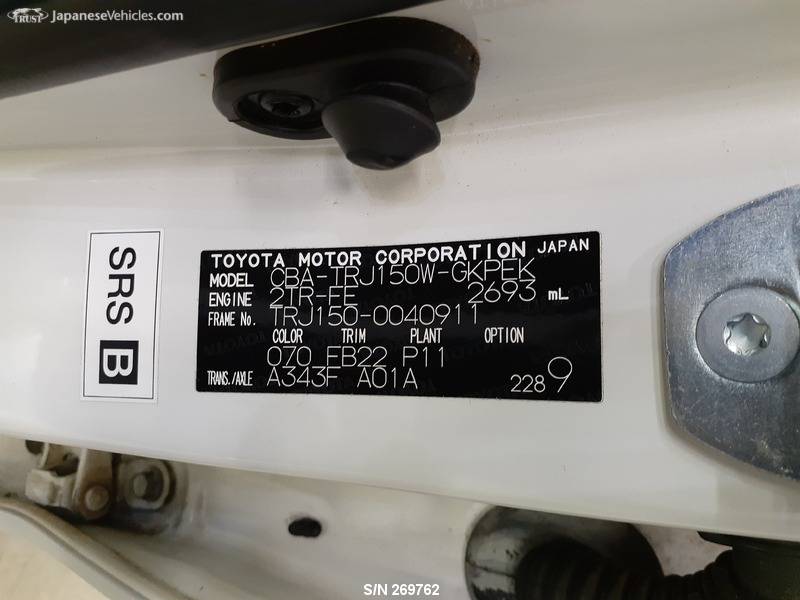 TRUST JapaneseVehicles.com
SRS B
TOYOTA MOTOR CORPORATION JAPAN
MODEL CBA-TRJ150W-GKPEK
ENGINE 2TR-FE 2693 mL
FRAME No. TRJ150-0040911
COLOR TRIM PLANT OPTION
070 FB22 P11
TRANS./AXLE A343F A01A 2289
S/N 269762